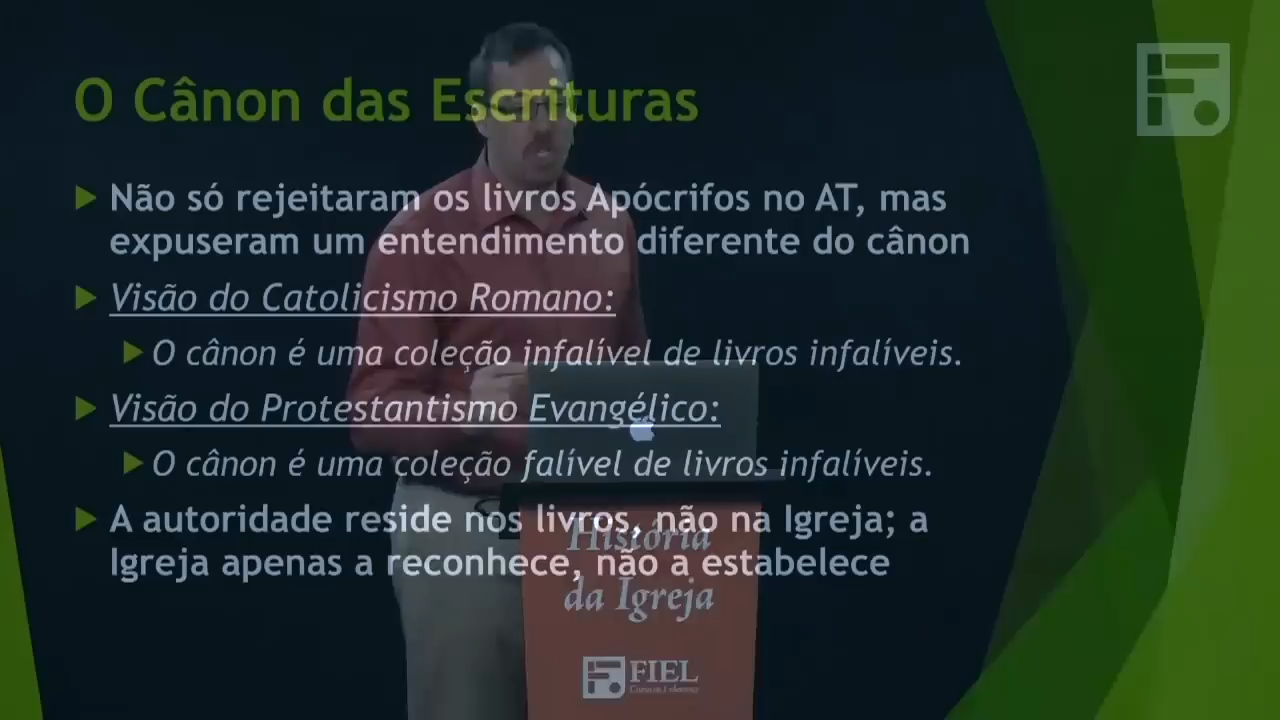 O Cânon das Escrituras
Não só rejeitaram os livros Apócrifos no AT, mas
expuseram um entendimento diferente do cânon
Visão do Catolicismo Romano:
O cânon é uma coleção infalível de livros infalíveis.
Visão do Protestantismo Evangélico:
O cânon é uma coleção falível de livros infalíveis.
A autoridade reside nos livros, não na Igreja; a
Igreja apenas a reconhece, não a estabelece
História
da Igreja
FIEL